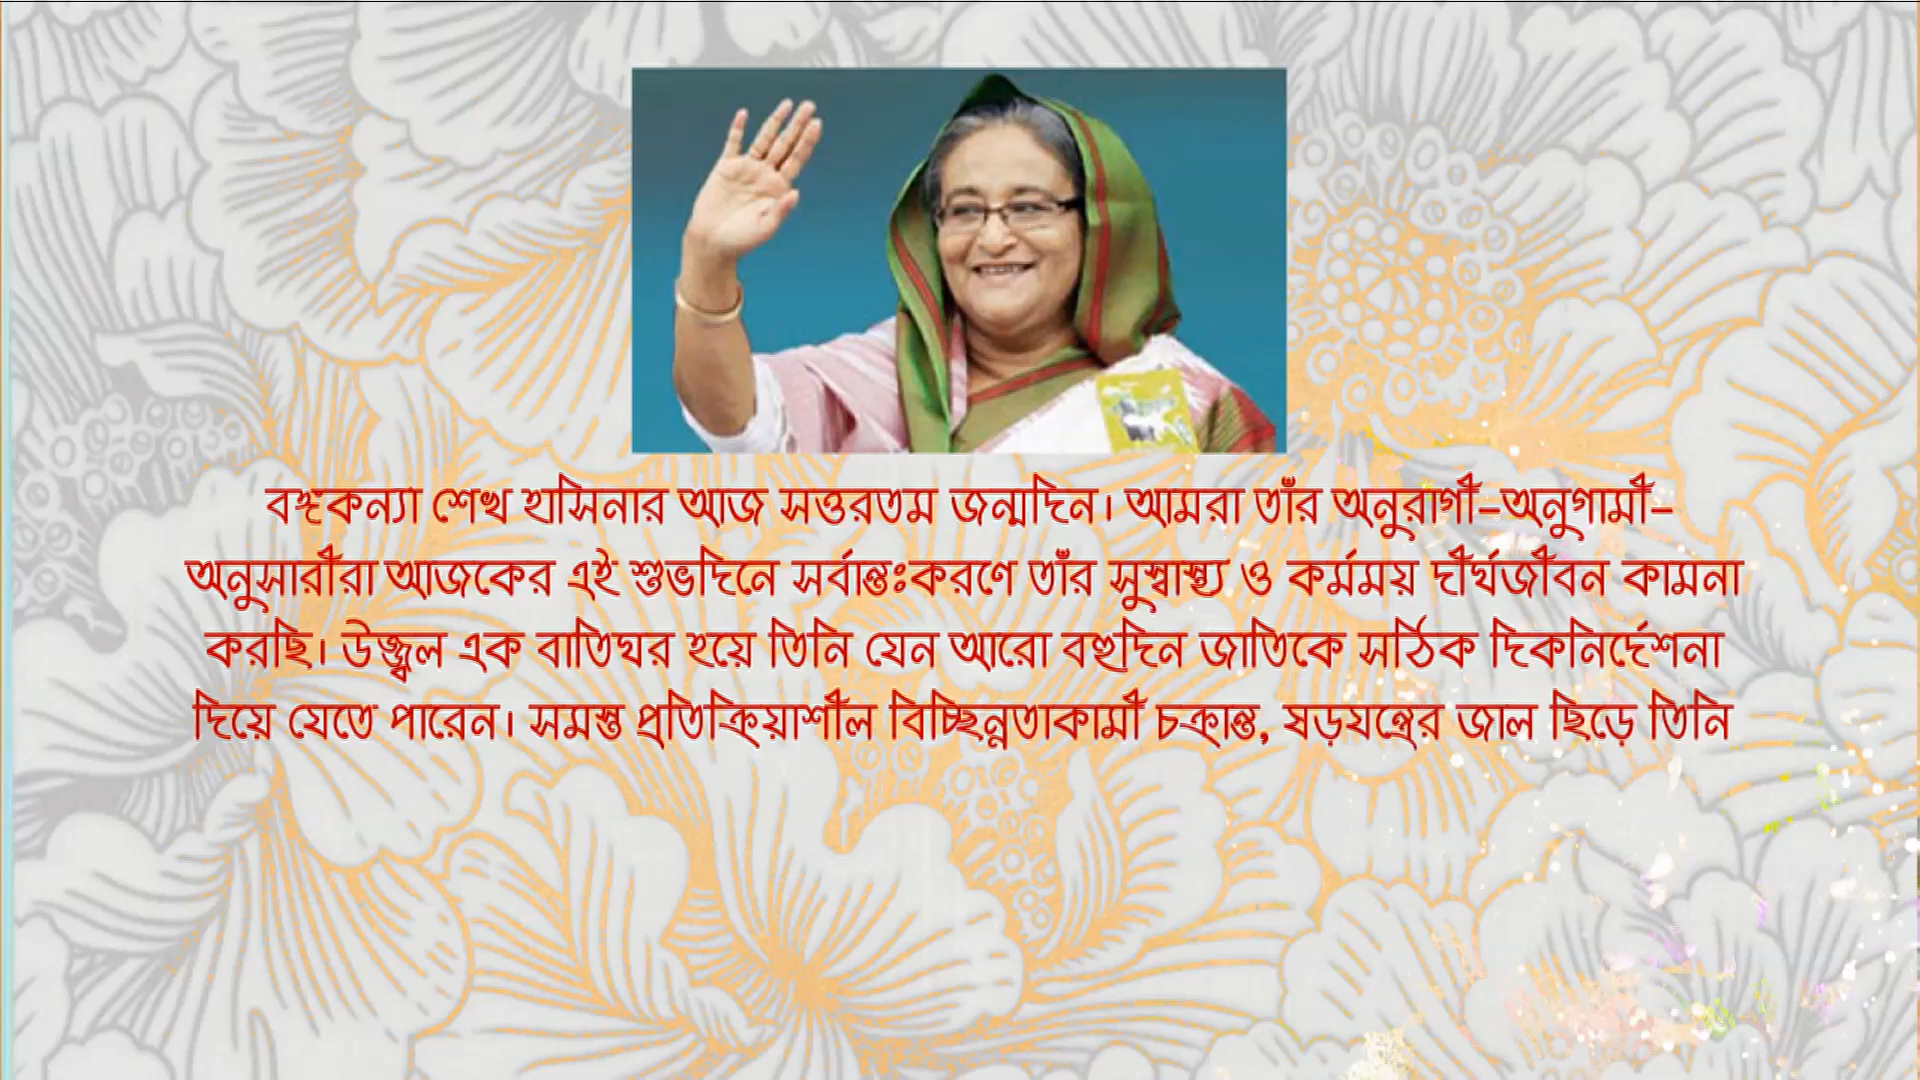 বঙ্গকন্যা শেখ হাসিনার আজ সত্তরতম জন্মদিন। আমরা তাঁর অনুরাগী–অনুগামী–
অনুসারীরা আজকের এই শুভদিনে সর্বান্তঃকরণে তাঁর সুস্বাস্থ্য ও কর্মময় দীর্ঘজীবন কামনা
করছি। উজ্জ্বল এক বাতিঘর হয়ে তিনি যেন আরো বহুদিন জাতিকে সঠিক দিকনির্দেশনা
দিয়ে যেতে পারেন। সমস্ত প্রতিক্রিয়াশীল বিচ্ছিন্নতাকামী চক্রান্ত, ষড়যন্ত্রের জাল ছিড়ে তিনি